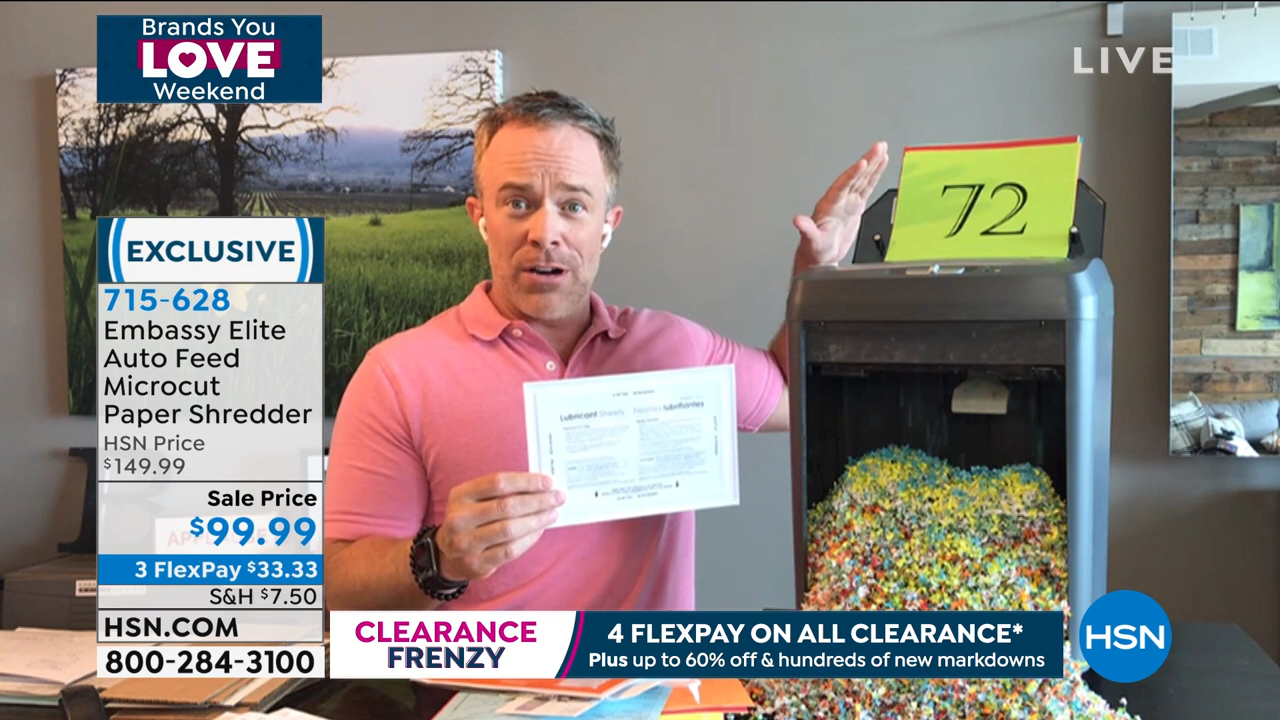 Brands You
LOVE
Weekend
LIVE
72
EXCLUSIVE
715-628
Embassy Elite
Auto Feed
Microcut
Paper Shredder
HSN Price
$149.99
Sale Price
$99.99
3 FlexPay $33.33
S&H $7.50
HSN.COM
800-284-3100
Lubricant Sheets
Feuilles lubrifiantes
CLEARANCE
FRENZY
4 FLEXPAY ON ALL CLEARANCE*
Plus up to 60% off & hundreds of new markdowns
HSN